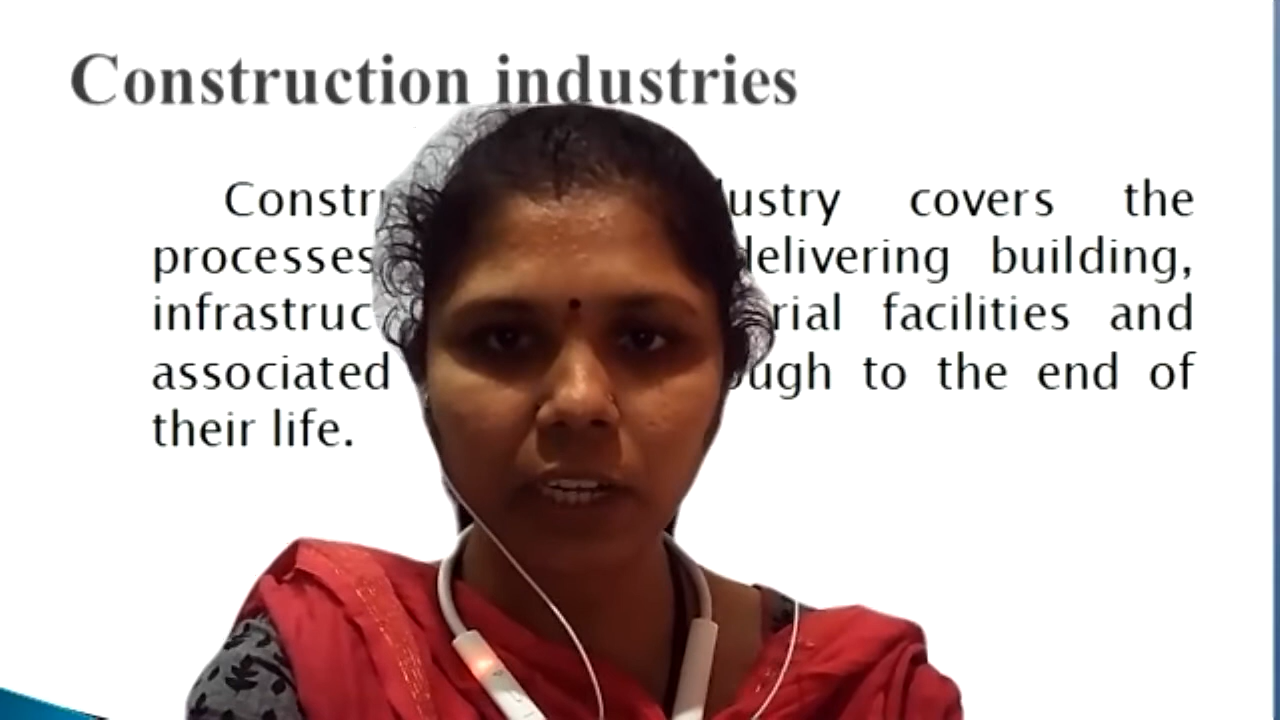 Construction industries
Constr ustry covers the
processes delivering building,
infrastruc rial facilities and
associated ugh to the end of
their life.